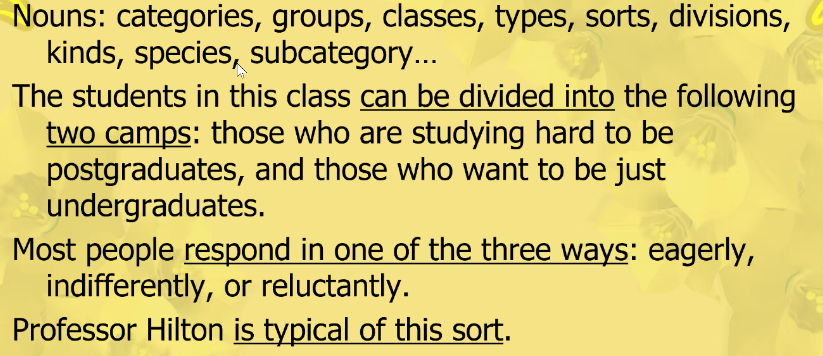 Nouns: categories, groups, classes, types, sorts, divisions,
kinds, species, subcategory…
The students in this class can be divided into the following
two camps: those who are studying hard to be
postgraduates, and those who want to be just
undergraduates.
Most people respond in one of the three ways: eagerly,
indifferently, or reluctantly.
Professor Hilton is typical of this sort.